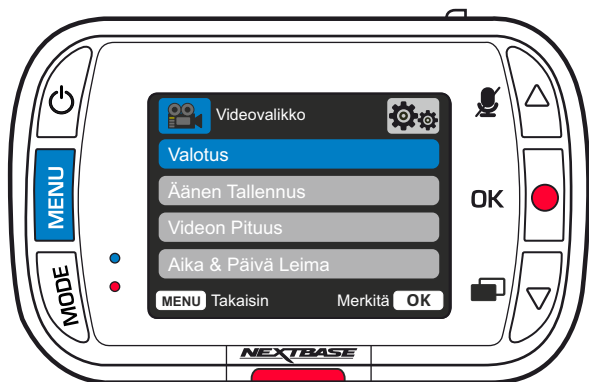 Videovalikko
MENU
Valotus
Äänen Tallennus
OK
Videon Pituus
MODE
Aika & Päivä Leima
MENU Takaisin Merkitä OK
NEXTBASE